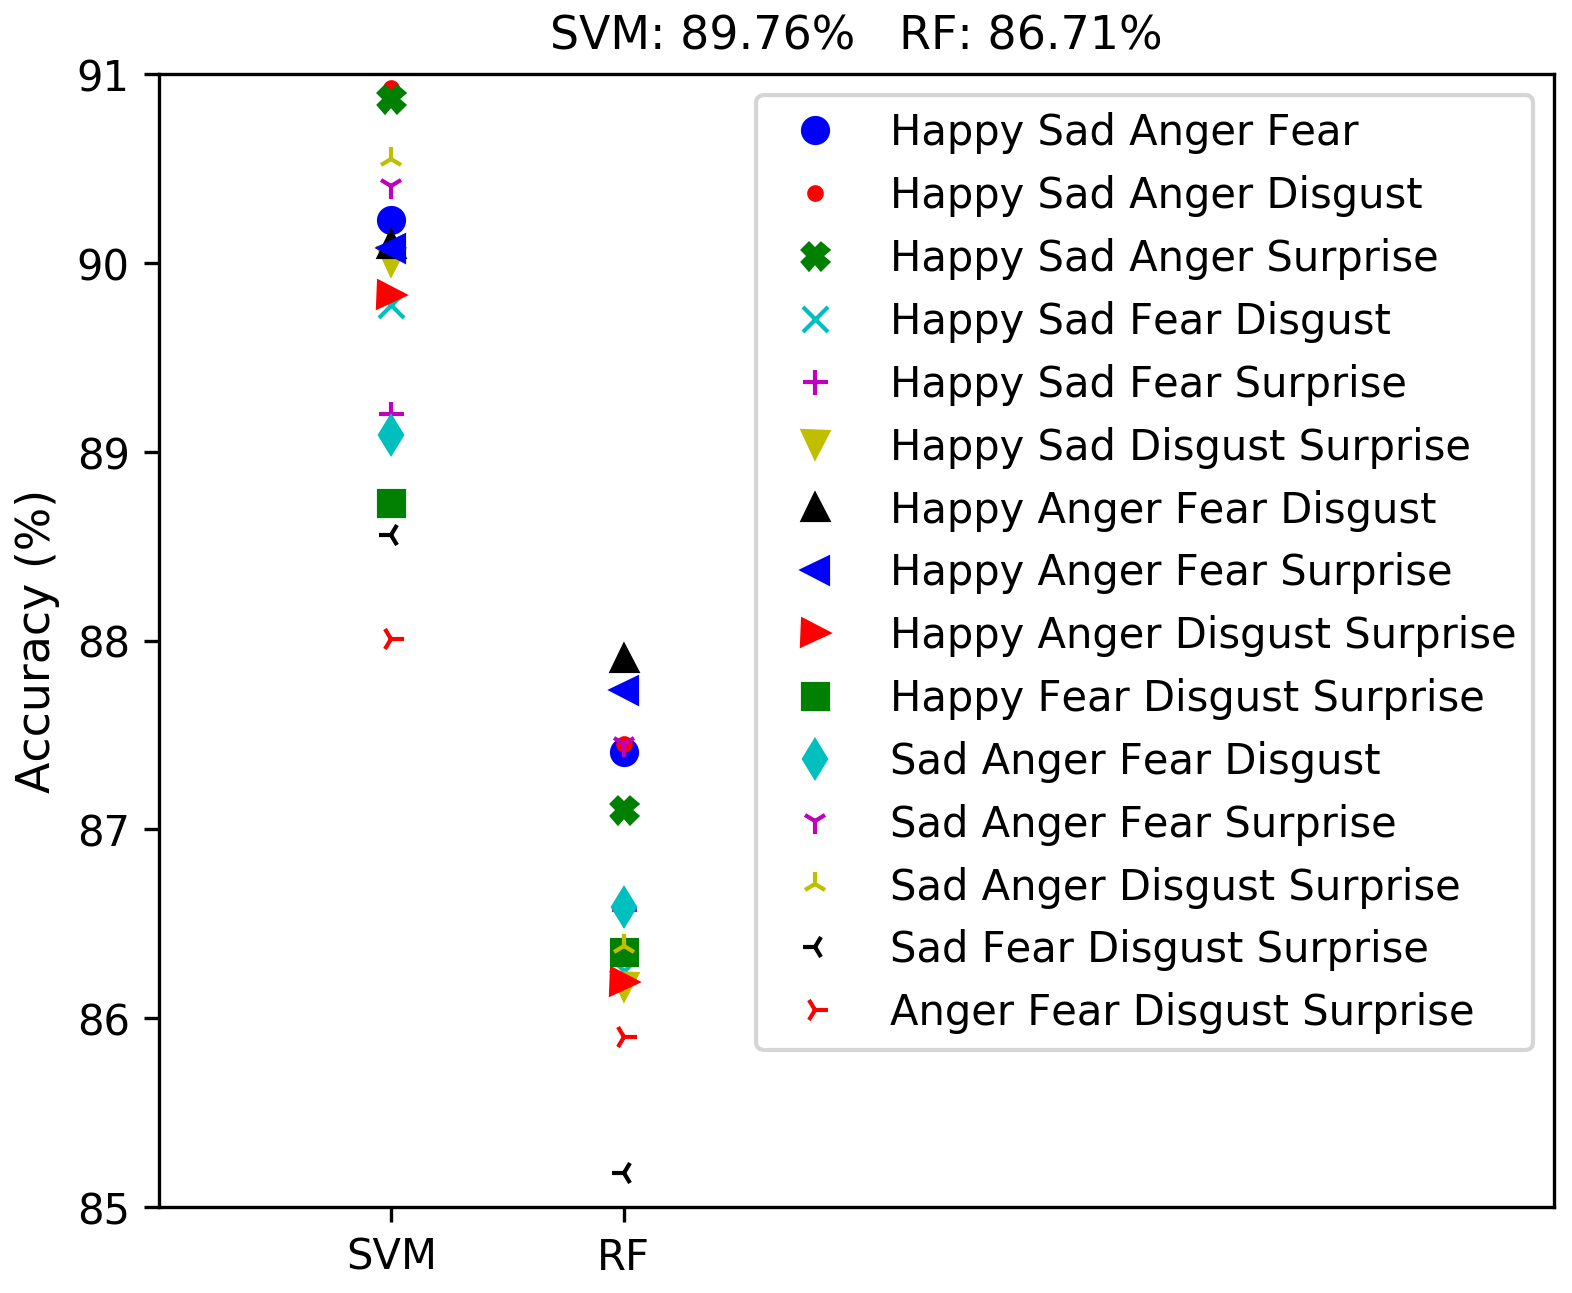 SVM: 89.76%   RF: 86.71%
Accuracy (%)
91
90
89
88
87
86
85
SVM
RF
Happy Sad Anger Fear
Happy Sad Anger Disgust
Happy Sad Anger Surprise
Happy Sad Fear Disgust
Happy Sad Fear Surprise
Happy Sad Disgust Surprise
Happy Anger Fear Disgust
Happy Anger Fear Surprise
Happy Anger Disgust Surprise
Happy Fear Disgust Surprise
Sad Anger Fear Disgust
Sad Anger Fear Surprise
Sad Anger Disgust Surprise
Sad Fear Disgust Surprise
Anger Fear Disgust Surprise